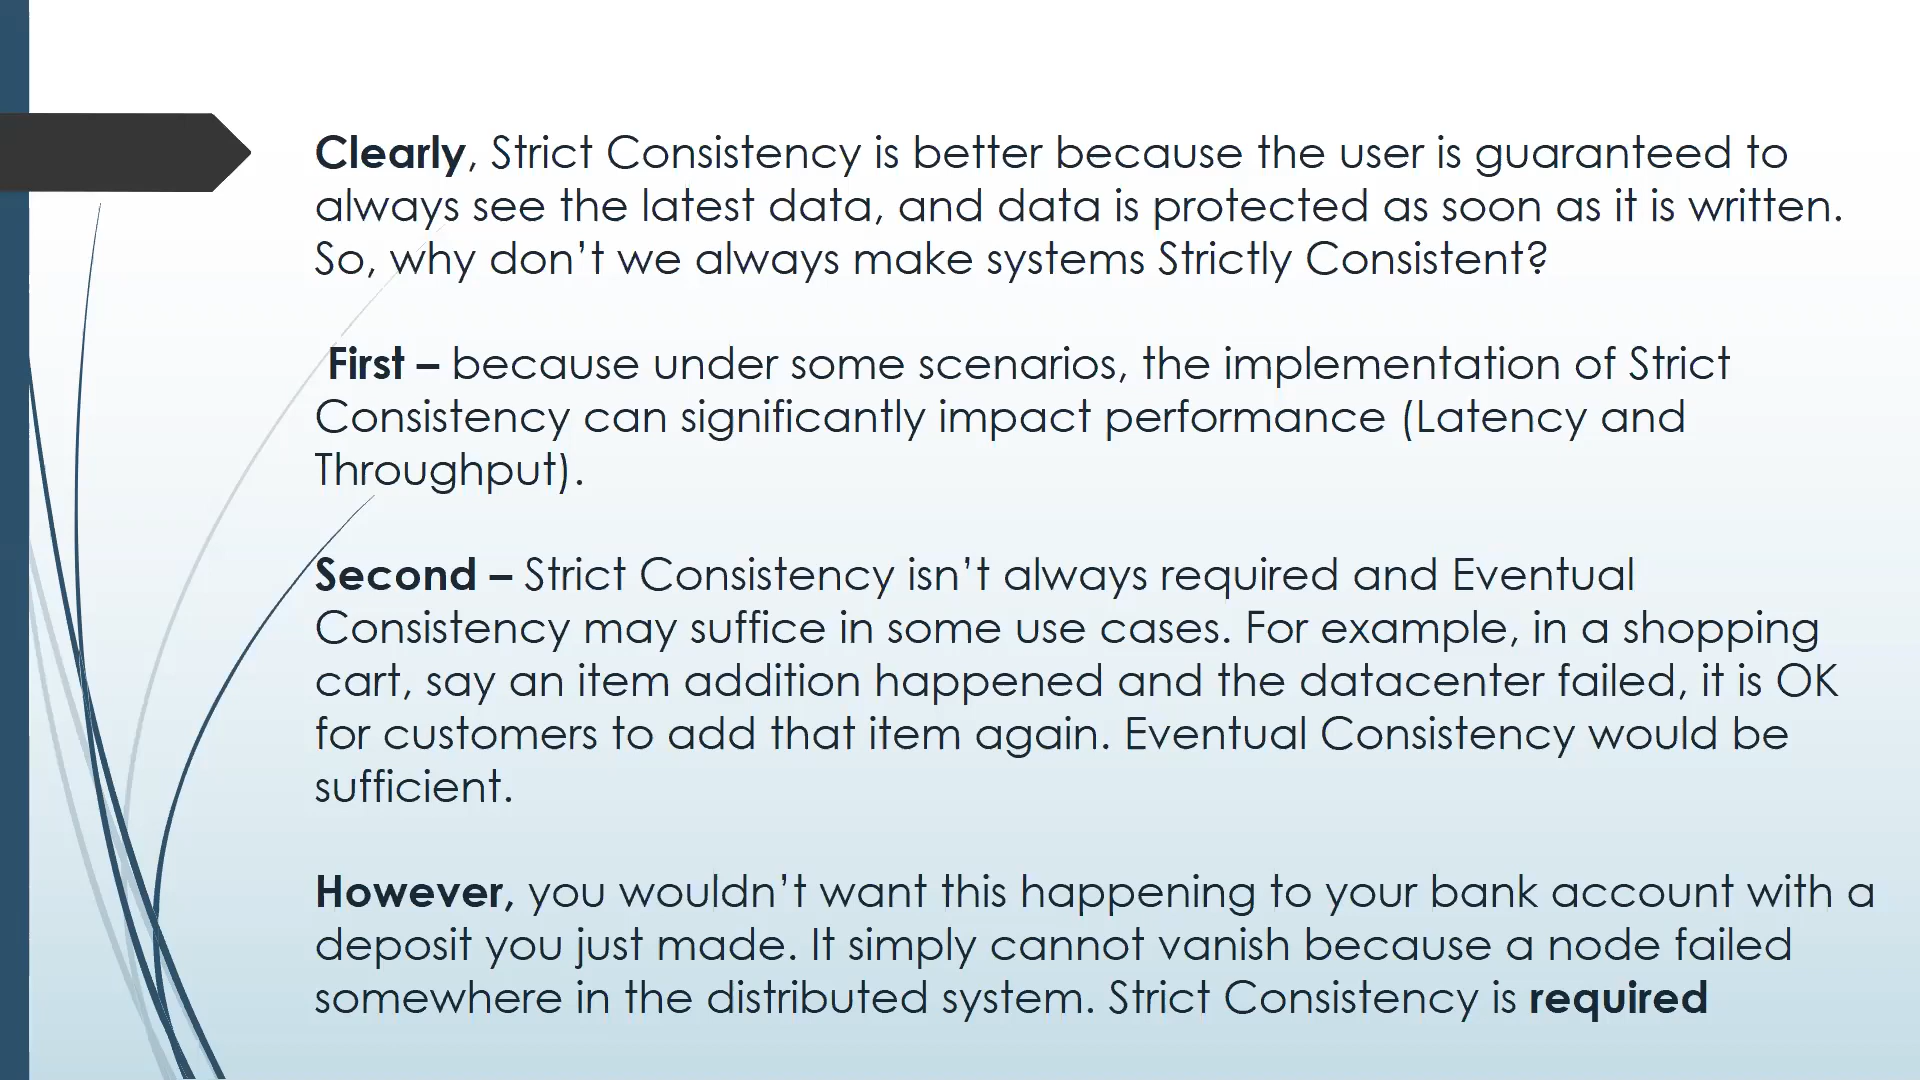 Clearly, Strict Consistency is better because the user is guaranteed to
always see the latest data, and data is protected as soon as it is written.
So, why don’t we always make systems Strictly Consistent?
First – because under some scenarios, the implementation of Strict
Consistency can significantly impact performance (Latency and
Throughput).
Second – Strict Consistency isn’t always required and Eventual
Consistency may suffice in some use cases. For example, in a shopping
cart, say an item addition happened and the datacenter failed, it is OK
for customers to add that item again. Eventual Consistency would be
sufficient.
However, you wouldn’t want this happening to your bank account with a
deposit you just made. It simply cannot vanish because a node failed
somewhere in the distributed system. Strict Consistency is required